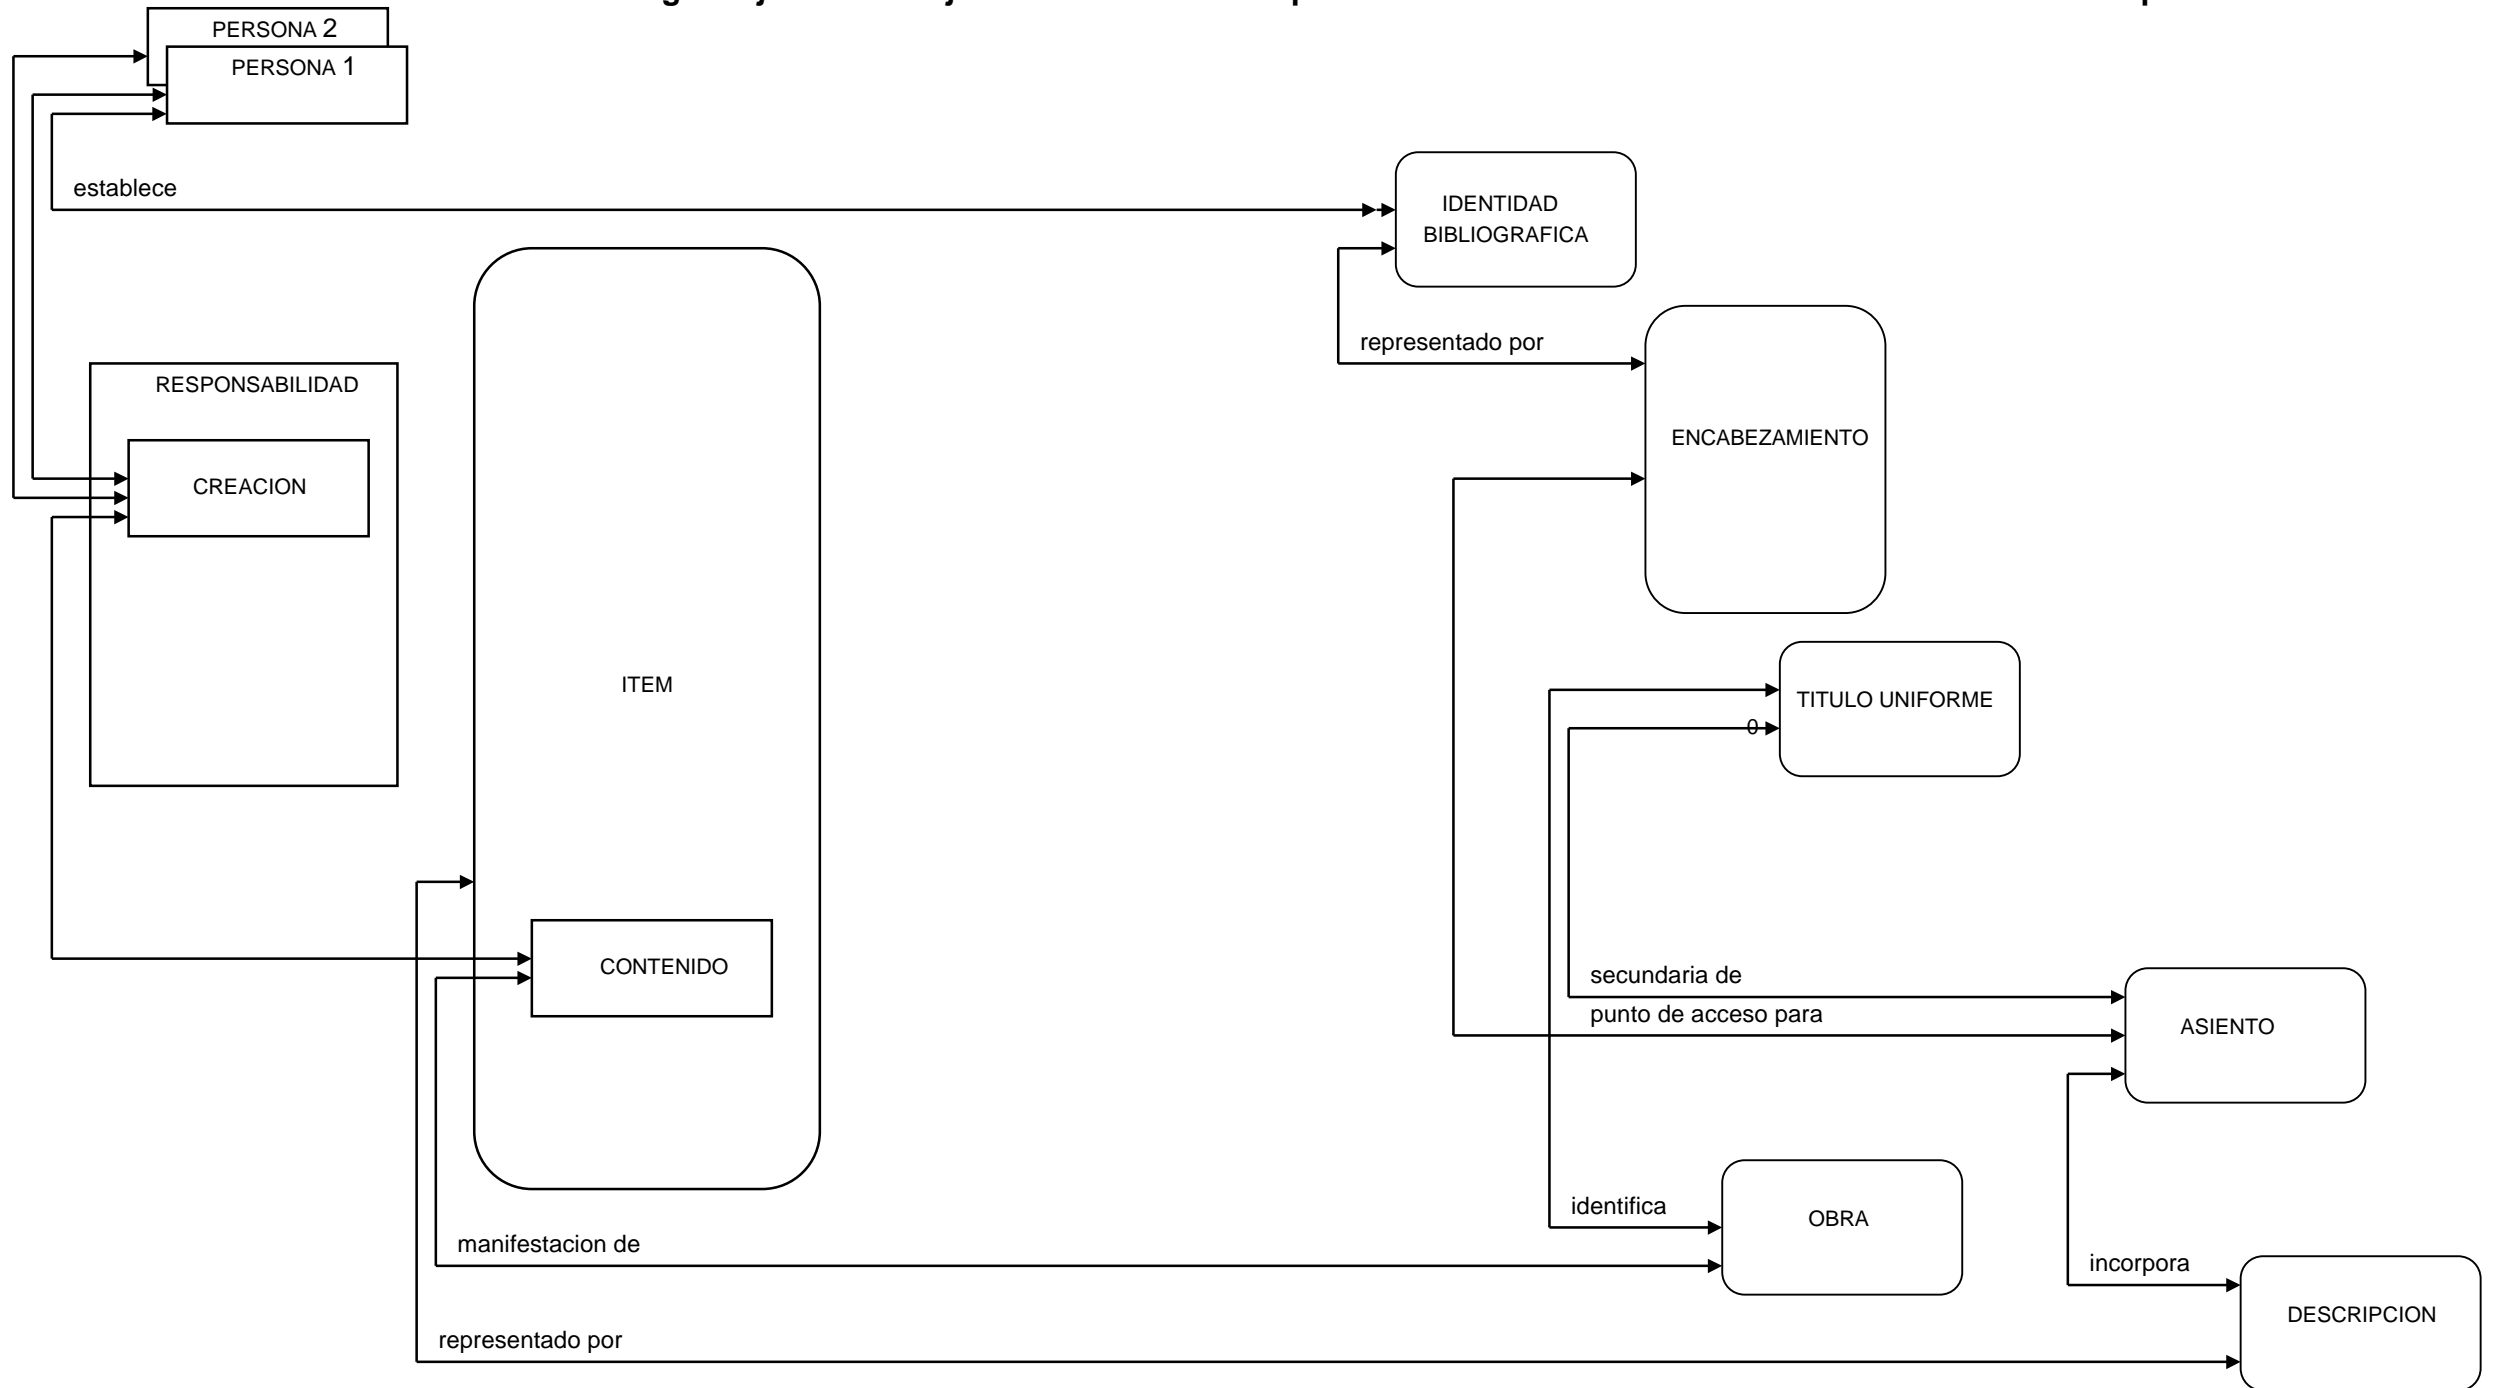 PERSONA 2
PERSONA 1
establece
IDENTIDAD
BIBLIOGRAFICA
representado por
RESPONSABILIDAD
ENCABEZAMIENTO
CREACION
ITEM
TITULO UNIFORME
0
CONTENIDO
secundaria de
punto de acceso para
ASIENTO
identifica
OBRA
manifestacion de
incorpora
DESCRIPCION
representado por